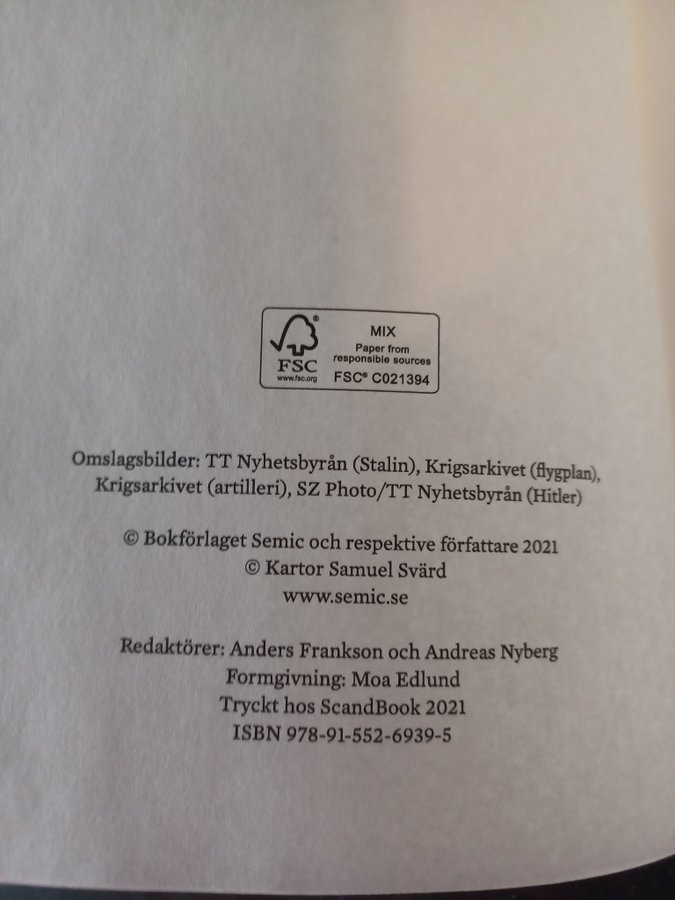 FSC®
www.fsc.org
MIX
Paper from
responsible sources
FSC® C021394
Omslagsbilder: TT Nyhetsbyrån (Stalin), Krigsarkivet (flygplan),
Krigsarkivet (artilleri), SZ Photo/TT Nyhetsbyrån (Hitler)
© Bokförlaget Semic och respektive författare 2021
© Kartor Samuel Svärd
www.semic.se
Redaktörer: Anders Frankson och Andreas Nyberg
Formgivning: Moa Edlund
Tryckt hos ScandBook 2021
ISBN 978-91-552-6939-5